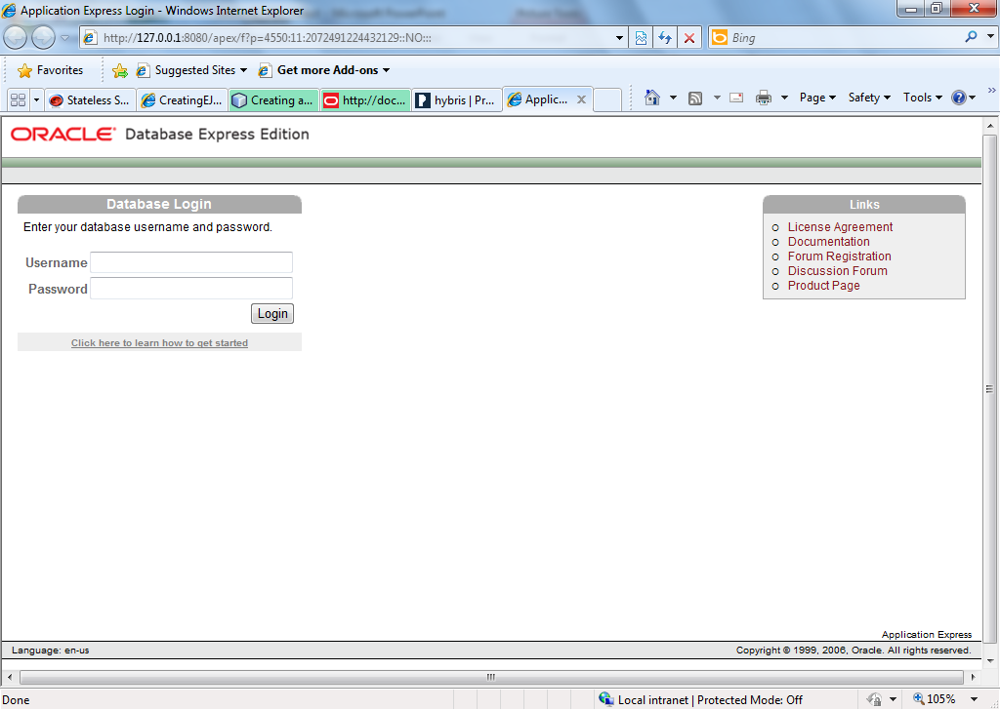 Application Express Login - Windows Internet Explorer
http://127.0.0.1:8080/apex/f?p=4550:11:2072491224432129::NO:::
Bing
Favorites
Suggested Sites
Get more Add-ons
Stateless S...
CreatingEJ...
Creating a...
http://doc...
hybris | Pr...
Applic...
Page
Safety
Tools
ORACLE Database Express Edition
Database Login
Enter your database username and password.
Username
Password
Login
Click here to learn how to get started
Links
License Agreement
Documentation
Forum Registration
Discussion Forum
Product Page
Application Express
Language: en-us
Copyright © 1999, 2006, Oracle. All rights reserved.
Done
Local intranet | Protected Mode: Off
105%